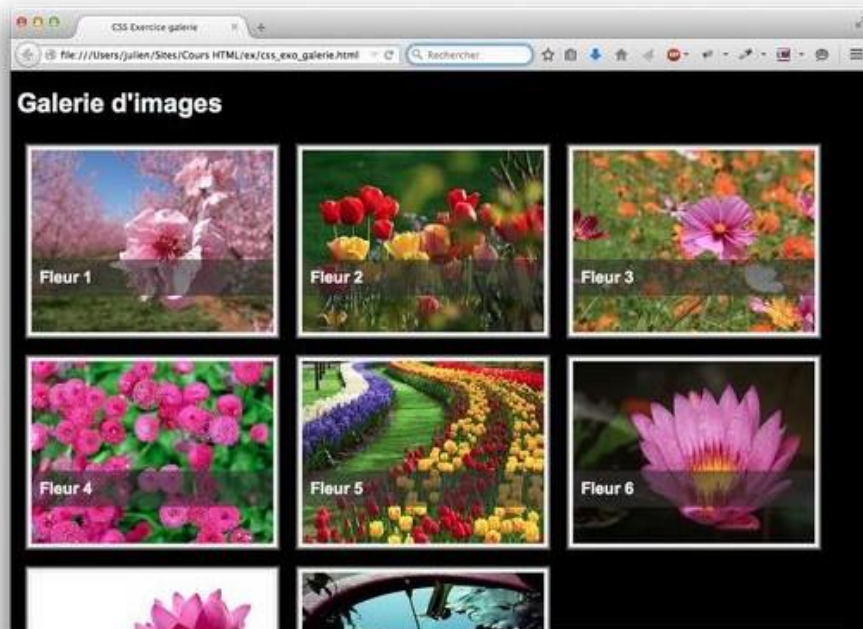 CSS Exercice galerie
file:///Users/julien/Sites/Cours HTML/ex/css_exo_galerie.html
Rechercher
Galerie d'images
Fleur 1
Fleur 2
Fleur 3
Fleur 4
Fleur 5
Fleur 6